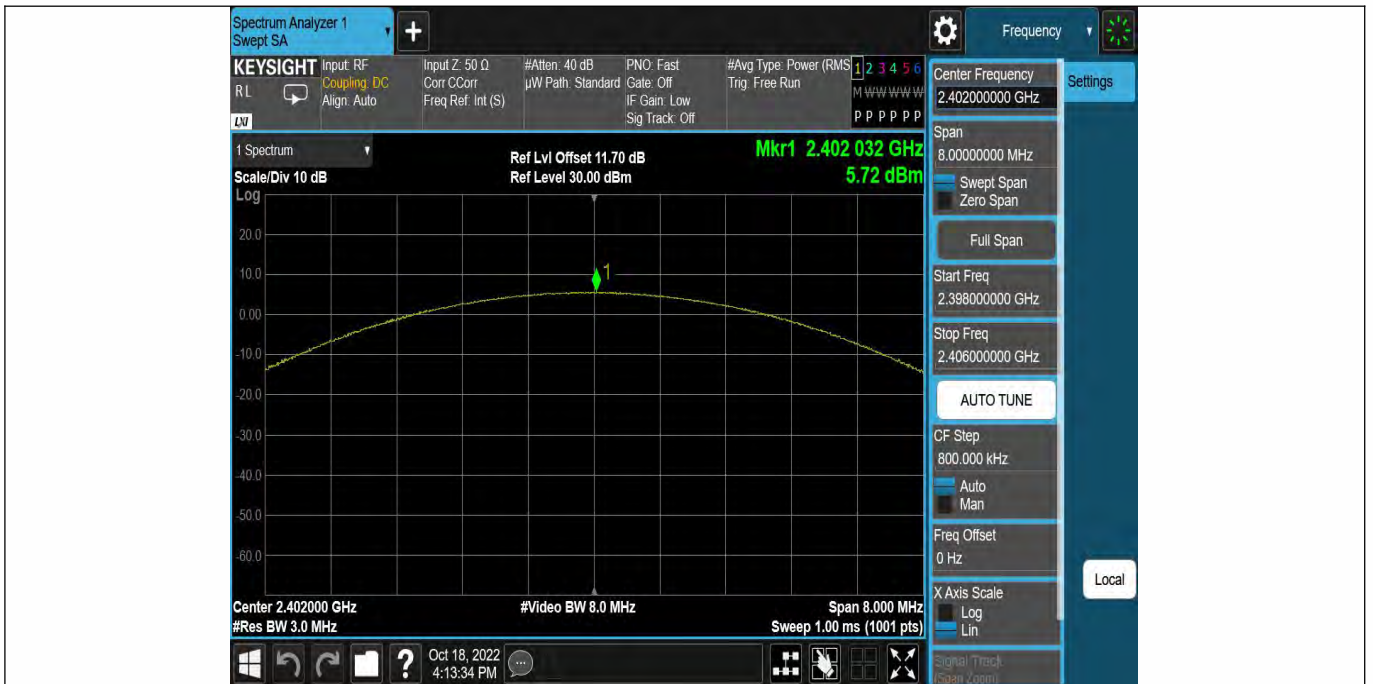 Spectrum Analyzer 1
Swept SA
+
Frequency
KEYSIGHT
RL
LXI
Input: RF
Coupling: DC
Align: Auto
Input Z: 50 Ω
Corr CCorr
Freq Ref: Int (S)
#Atten: 40 dB
µW Path: Standard
PNO: Fast
Gate: Off
IF Gain: Low
Sig Track: Off
#Avg Type: Power (RMS
Trig: Free Run
1 2 3 4 5 6
M W W W W W
P P P P P P
1 Spectrum
Scale/Div 10 dB
Log
Ref Lvl Offset 11.70 dB
Ref Level 30.00 dBm
Mkr1 2.402 032 GHz
5.72 dBm
20.0
10.0
0.00
-10.0
-20.0
-30.0
-40.0
-50.0
-60.0
1
Center 2.402000 GHz
#Res BW 3.0 MHz
#Video BW 8.0 MHz
Span 8.000 MHz
Sweep 1.00 ms (1001 pts)
Center Frequency
2.402000000 GHz
Settings
Span
8.00000000 MHz
Swept Span
Zero Span
Full Span
Start Freq
2.398000000 GHz
Stop Freq
2.406000000 GHz
AUTO TUNE
CF Step
800.000 kHz
Auto
Man
Freq Offset
0 Hz
X Axis Scale
Log
Lin
Signal Track
(Span Zoom)
Local
?
Oct 18, 2022
4:13:34 PM